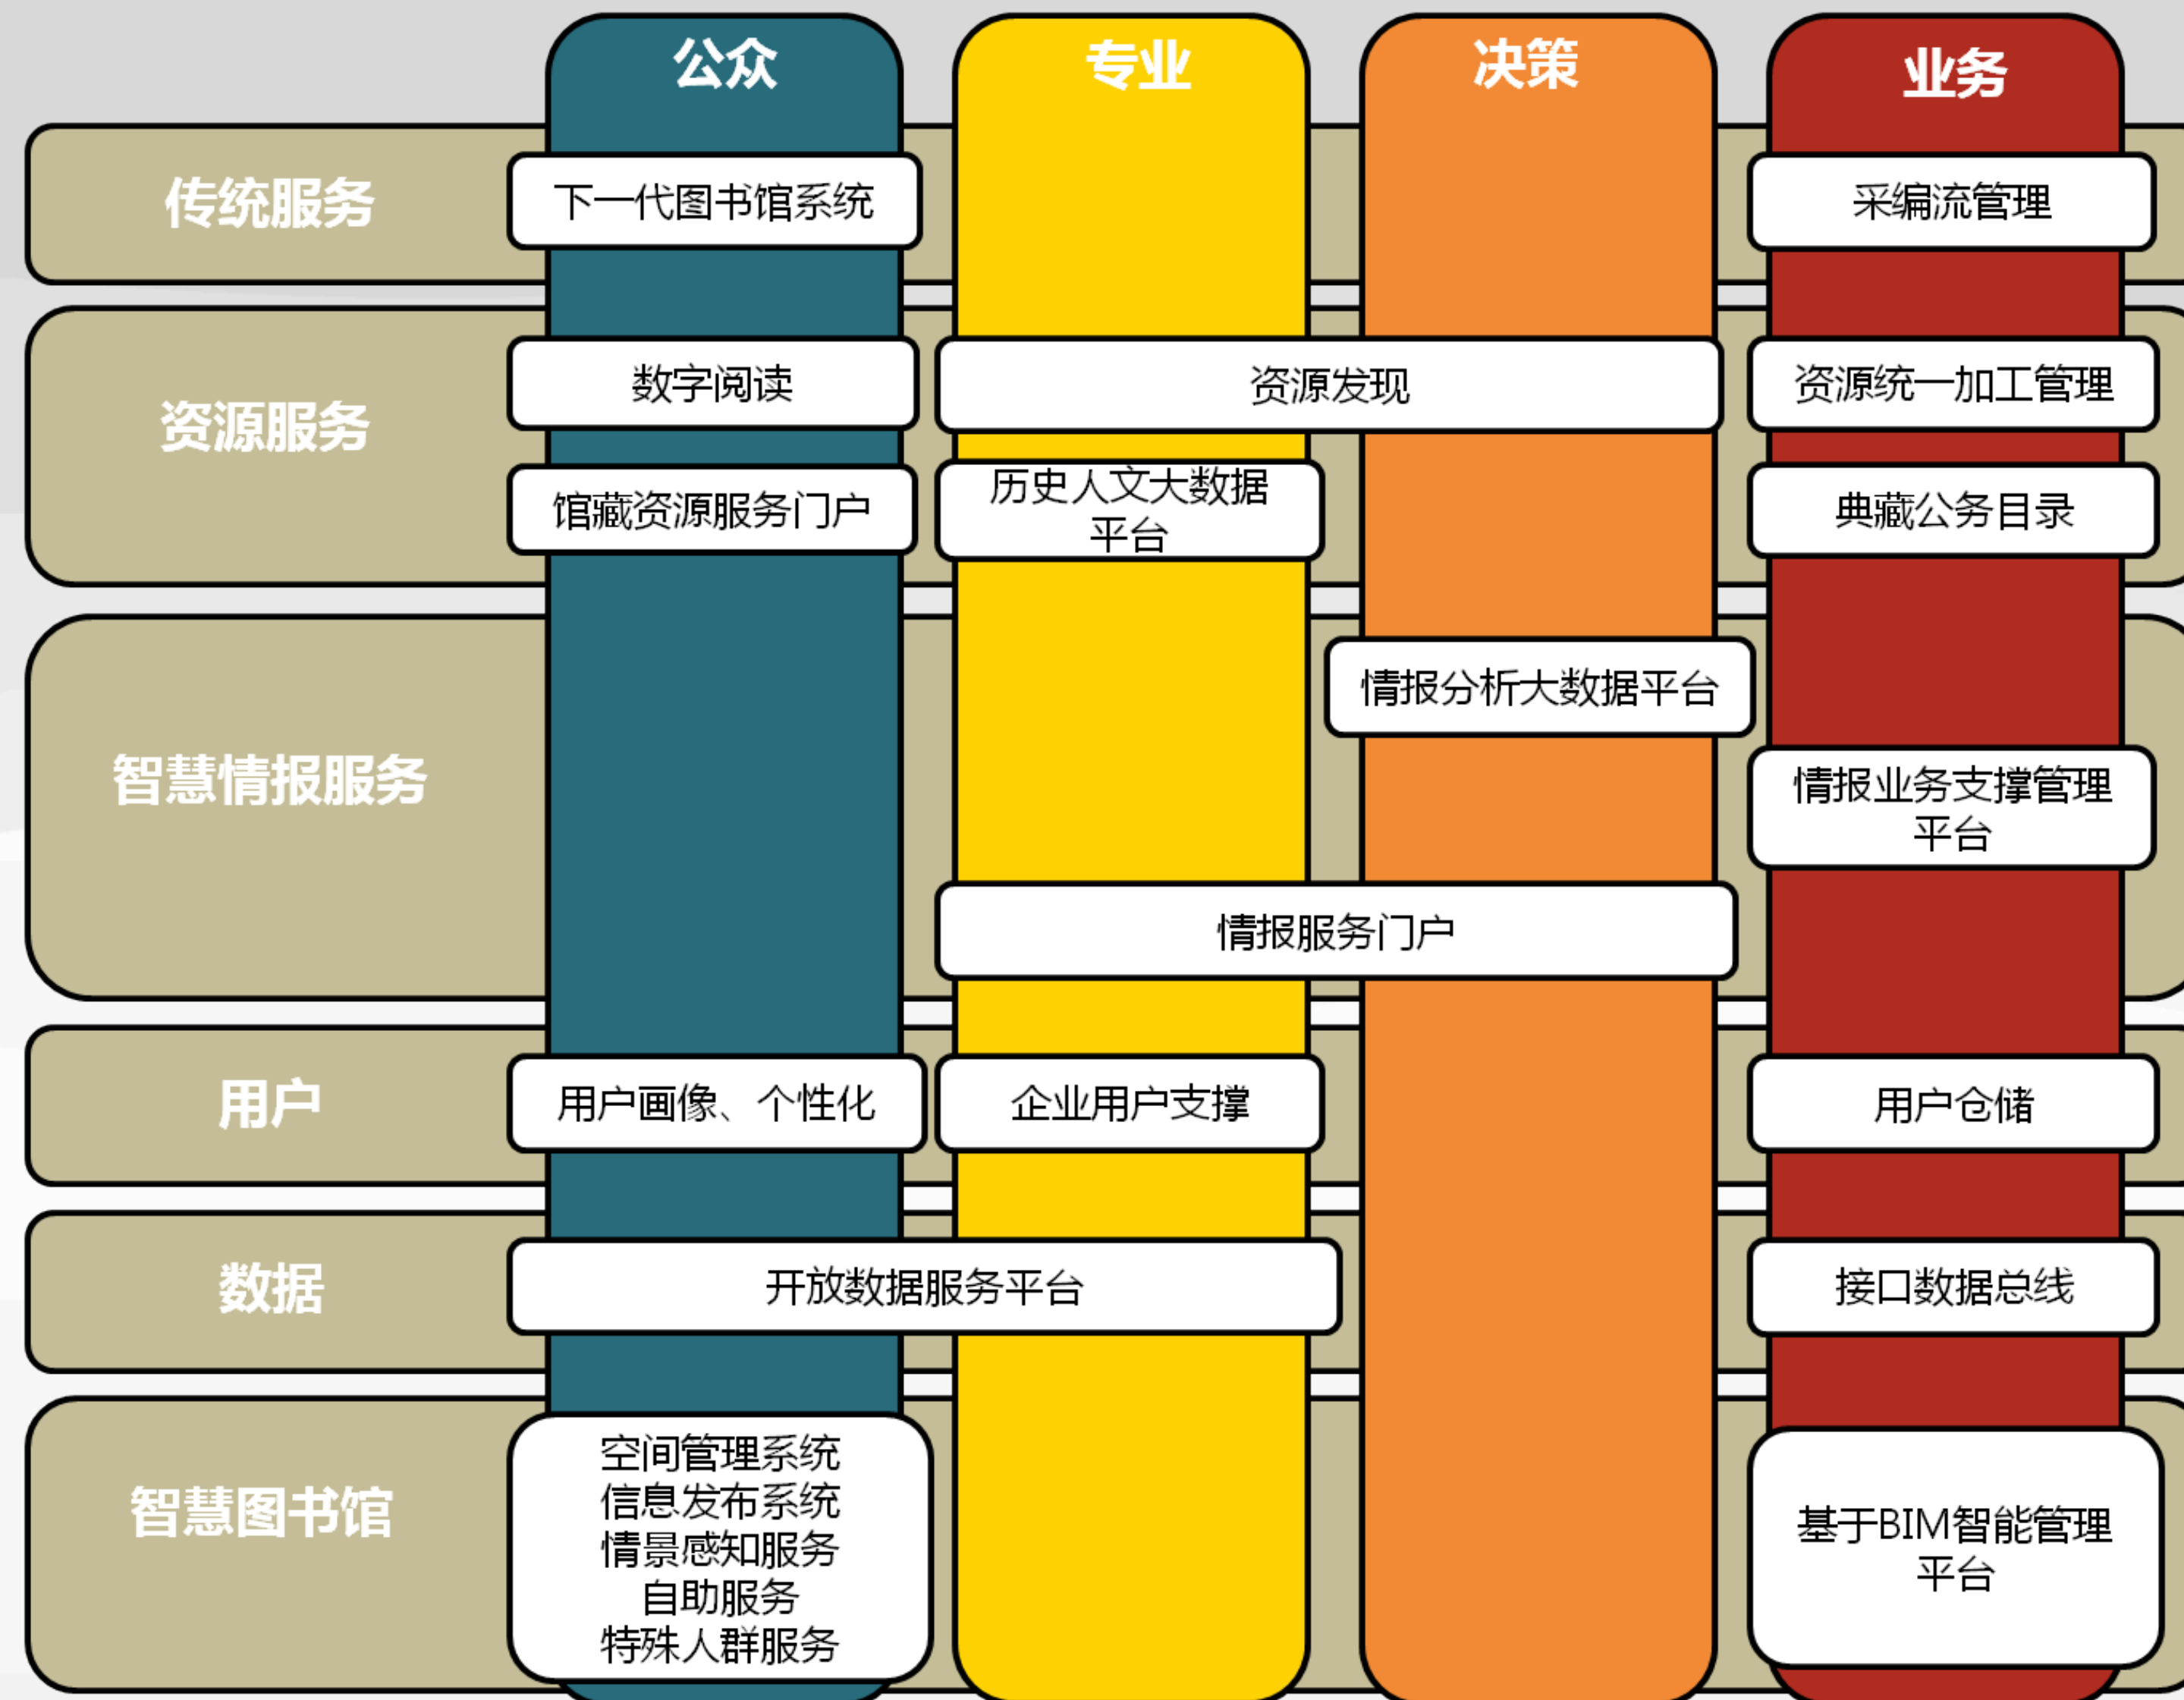 公众
专业
决策
业务
传统服务
下一代图书馆系统
采编流管理
资源服务
数字阅读
资源发现
资源统一加工管理
馆藏资源服务门户
历史人文大数据
平台
典藏公务目录
智慧情报服务
情报分析大数据平台
情报业务支撑管理
平台
情报服务门户
用户
用户画像、个性化
企业用户支撑
用户仓储
数据
开放数据服务平台
接口数据总线
智慧图书馆
空间管理系统
信息发布系统
情景感知服务
自助服务
特殊人群服务
基于BIM智能管理
平台